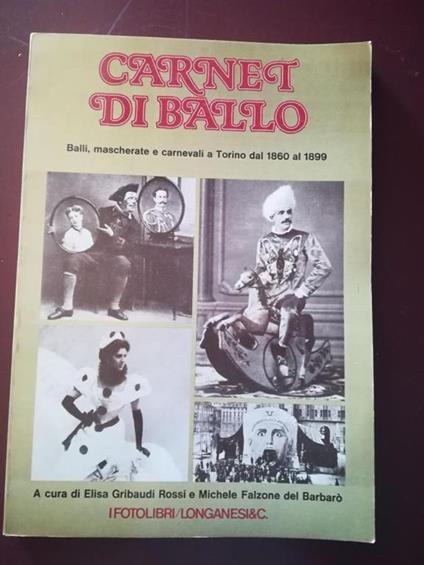 CARNET
DI BALLO
Balli, mascherate e carnevali a Torino dal 1860 al 1899
A cura di Elisa Gribaudi Rossi e Michele Falzone del Barbarò
I FOTOLIBRI/LONGANESI&C.